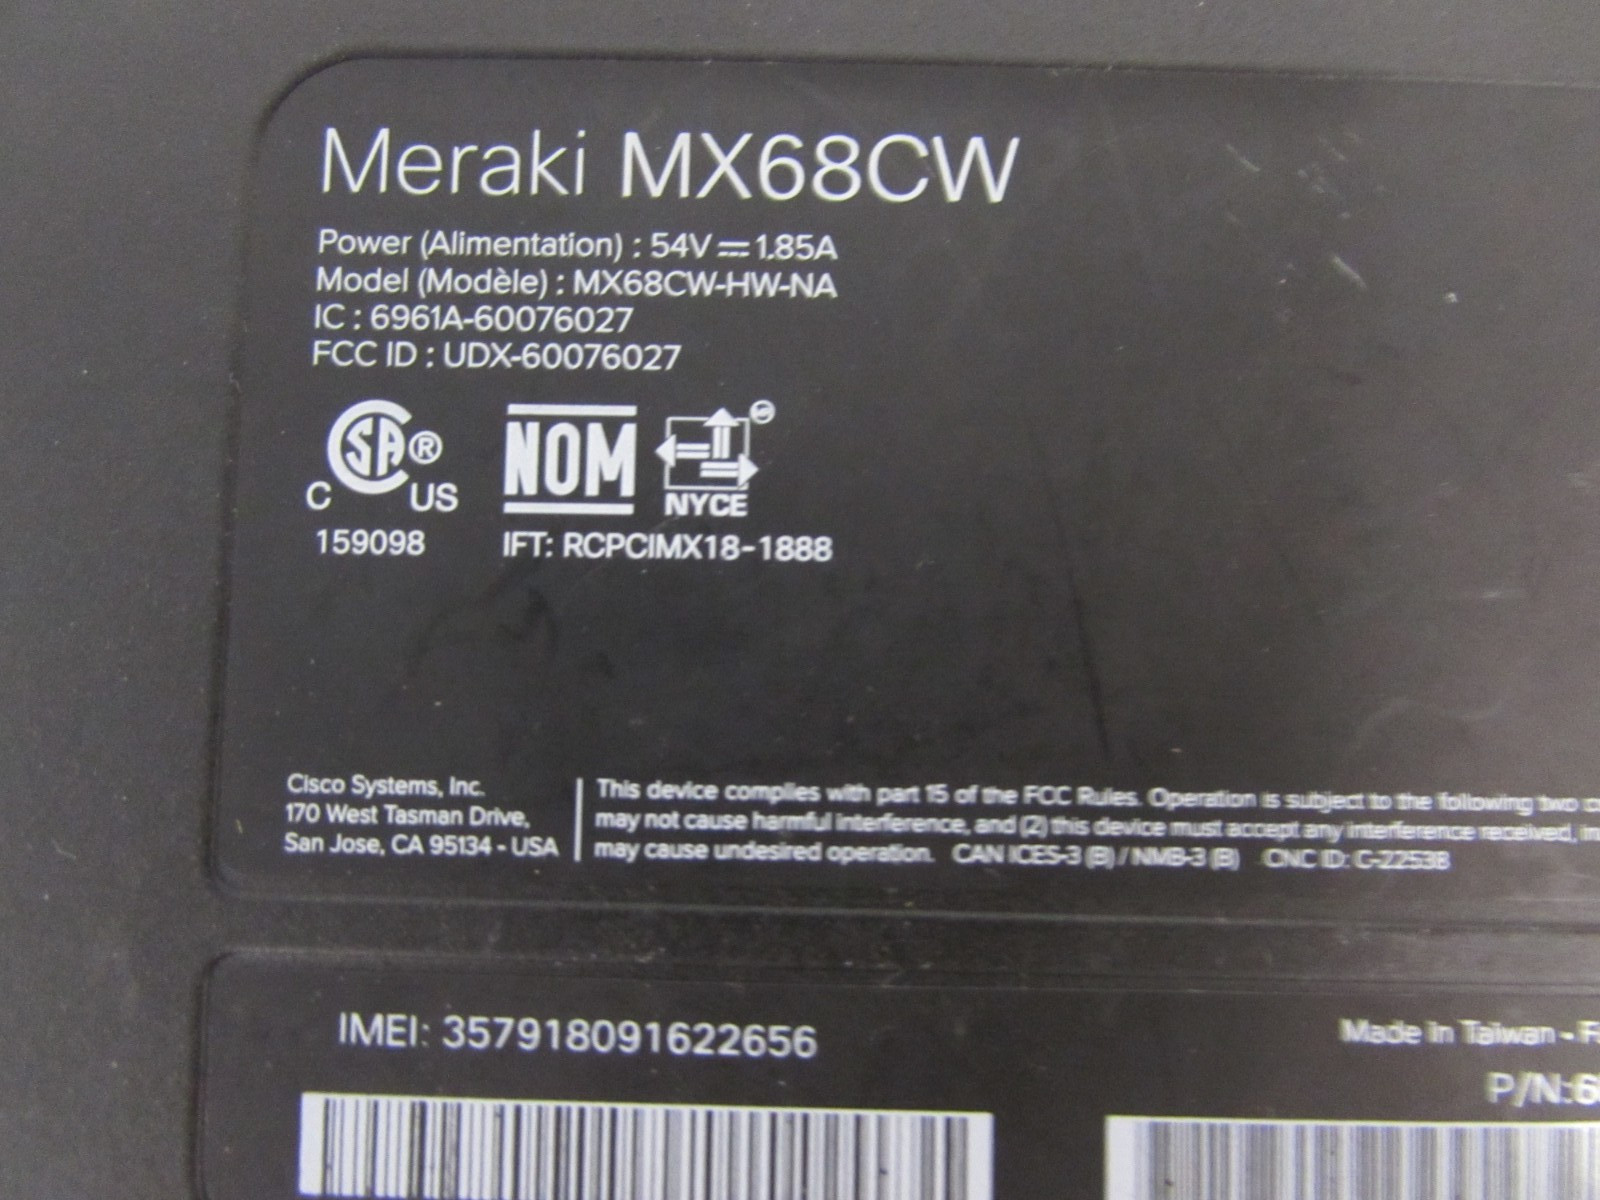 Meraki MX68CW
Power (Alimentation) : 54V ⎓ 1.85A
Model (Modèle) : MX68CW-HW-NA
IC : 6961A-60076027
FCC ID : UDX-60076027
CSA ®
C US
NOM
NYCE
159098
IFT: RCPCIMX18-1888
Cisco Systems, Inc.
170 West Tasman Drive,
San Jose, CA 95134 - USA
This device complies with part 15 of the FCC Rules. Operation is subject to the following two
may not cause harmful interference, and (2) this device must accept any interference received,
may cause undesired operation. CAN ICES-3 (B) / NMB-3 (B) CNC ID: C-22538
IMEI: 357918091622656
Made in Taiwan -
P/N:6